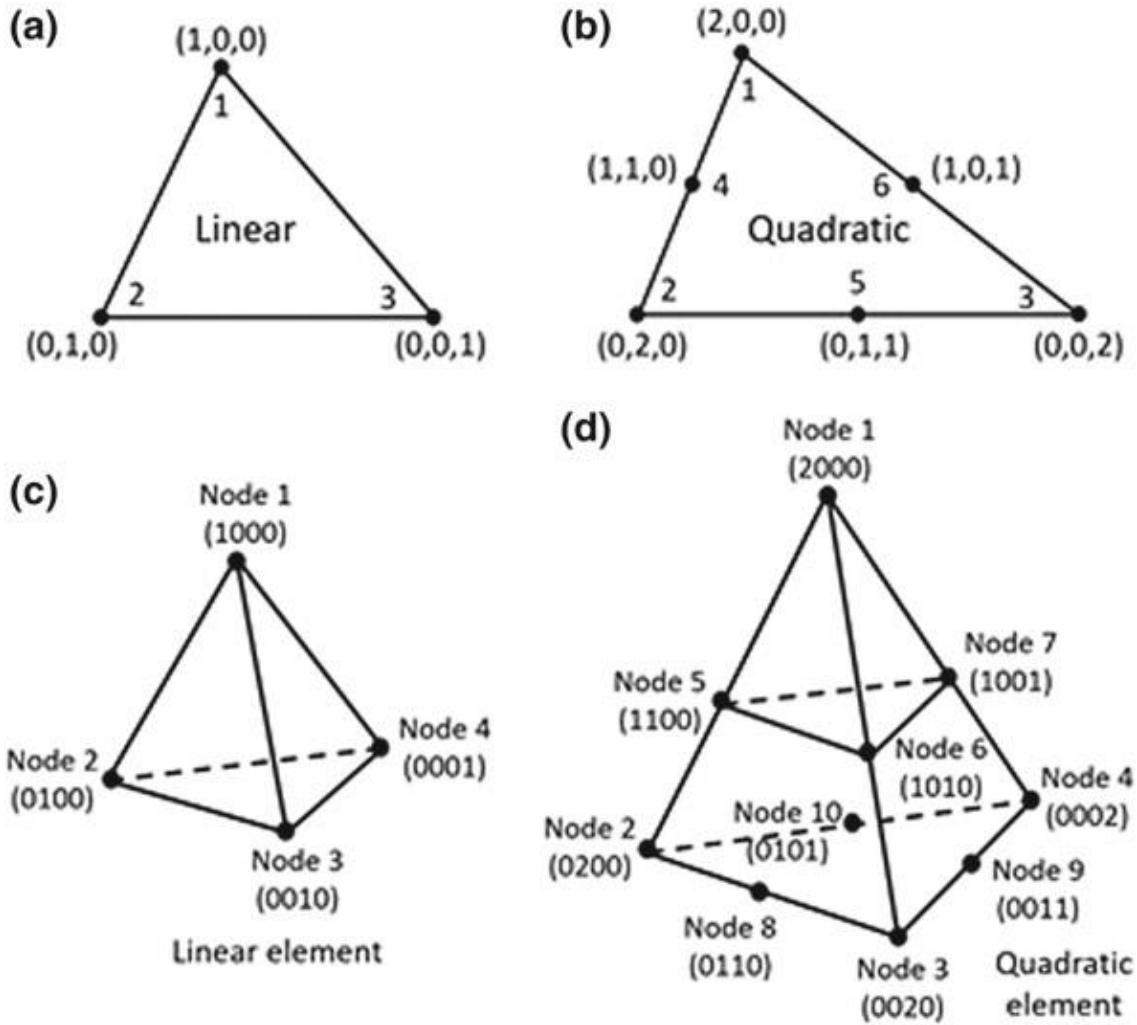 (a)
(1,0,0)
1
Linear
2
3
(0,1,0)
(0,0,1)
(b)
(2,0,0)
1
(1,1,0)
4
6
(1,0,1)
Quadratic
2
5
3
(0,2,0)
(0,1,1)
(0,0,2)
(c)
Node 1
(1000)
Node 2
(0100)
Node 4
(0001)
Node 3
(0010)
Linear element
(d)
Node 1
(2000)
Node 5
(1100)
Node 7
(1001)
Node 6
(1010)
Node 10
(0101)
Node 4
(0002)
Node 2
(0200)
Node 9
(0011)
Node 8
(0110)
Node 3
(0020)
Quadratic
element